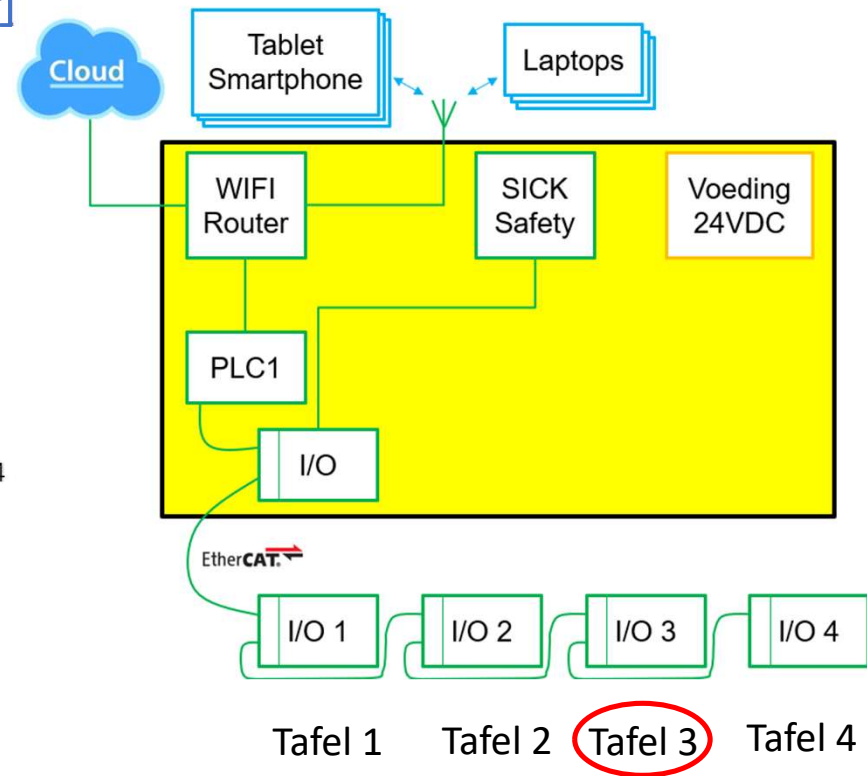 Cloud
Tablet
Smartphone
Laptops
WIFI
Router
SICK
Safety
Voeding
24VDC
PLC1
I/O
4
EtherCAT.
I/O 1
I/O 2
I/O 3
I/O 4
Tafel 1
Tafel 2
Tafel 3
Tafel 4